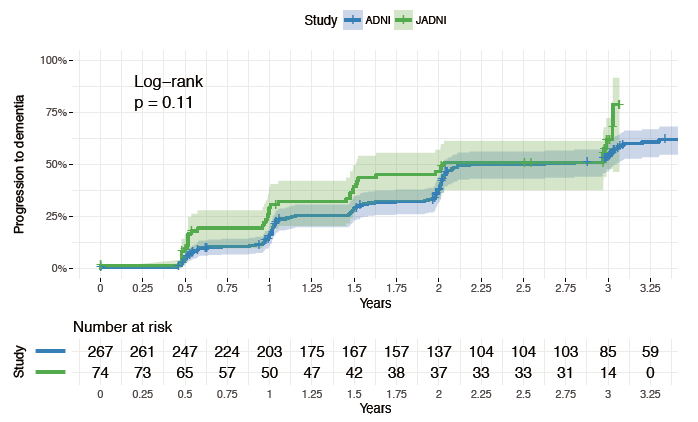 Study ADNI JADNI
100%
75%
50%
25%
0%
Progression to dementia
Log-rank
p = 0.11
0 0.25 0.5 0.75 1 1.25 1.5 1.75 2 2.25 2.5 2.75 3 3.25
Years
Number at risk
Study
267 261 247 224 203 175 167 157 137 104 104 103 85 59
74 73 65 57 50 47 42 38 37 33 33 31 14 0
0 0.25 0.5 0.75 1 1.25 1.5 1.75 2 2.25 2.5 2.75 3 3.25
Years